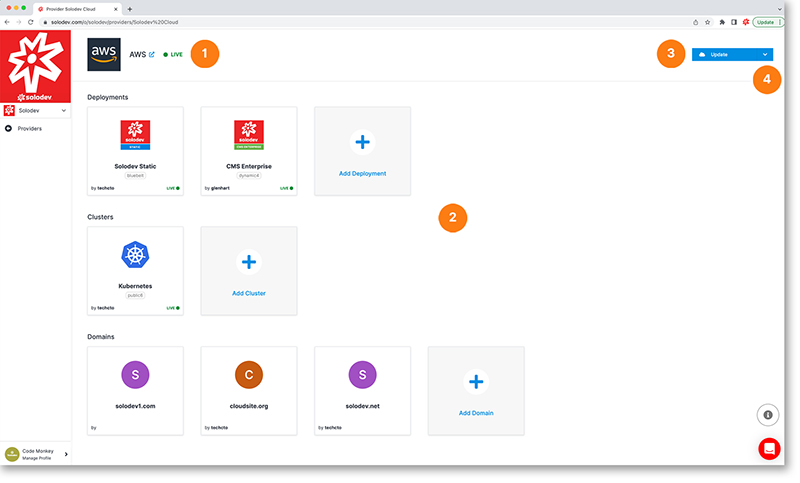 Provider Solodev Cloud
solodev.com/o/solodev/providers/Solodev%20Cloud
Update
solodev
Solodev
Providers
aws
AWS
LIVE
1
3
Update
4
Deployments
solodev
Solodev Static
bluebolt
by techcto
LIVE
solodev
CMS ENTERPRISE
CMS Enterprise
dynamic4
by glenhart
LIVE
Add Deployment
2
Clusters
Kubernetes
public8
by techcto
LIVE
Add Cluster
Domains
S
solodev1.com
by
C
cloudsite.org
by techcto
S
solodev.net
by techcto
Add Domain
Code Monkey
Manage Profile